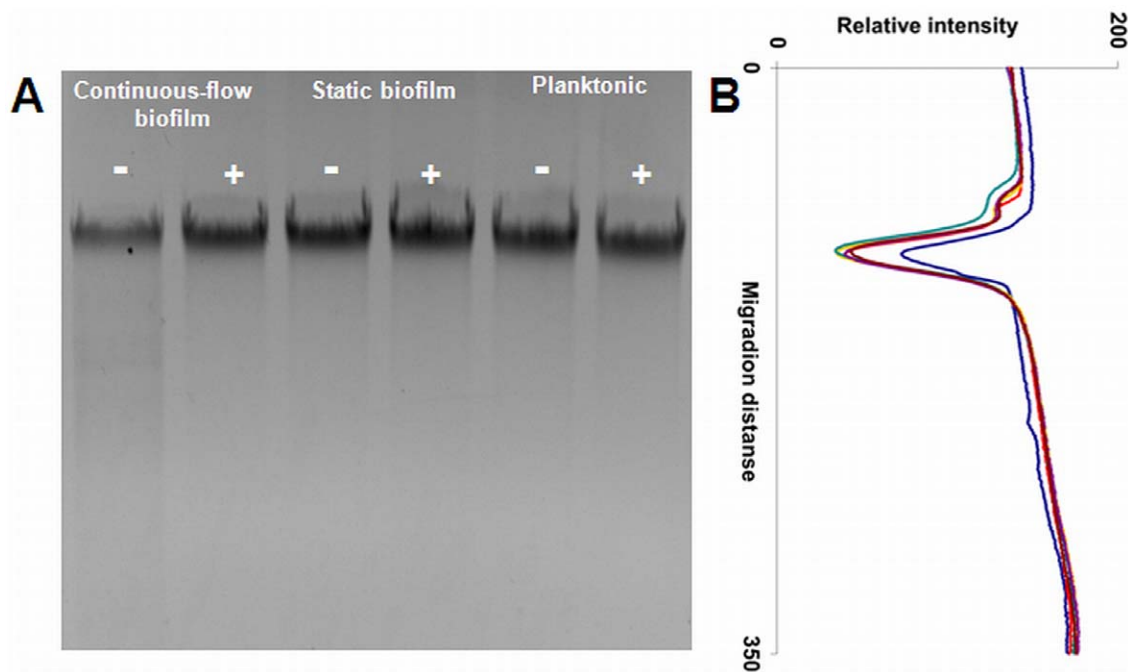 A
Continuous-flow
biofilm
Static biofilm
Planktonic
- + - + - +
B
Relative intensity
0
200
0
Migradion distanse
350